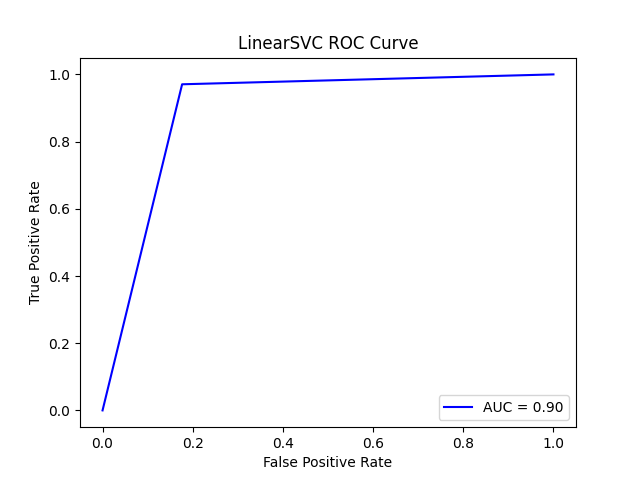 LinearSVC ROC Curve
1.0
0.8
0.6
0.4
0.2
0.0
True Positive Rate
0.0 0.2 0.4 0.6 0.8 1.0
False Positive Rate
AUC = 0.90